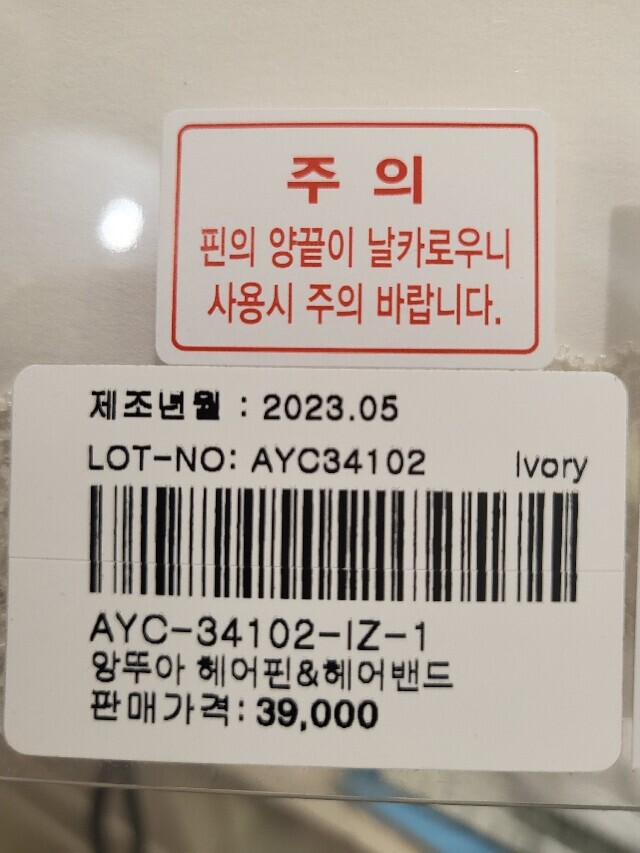 주 의
핀의 양끝이 날카로우니
사용시 주의 바랍니다.
제조년월 : 2023.05
LOT-NO: AYC34102 Ivory
AYC-34102-IZ-1
앙뚜아 헤어핀&헤어밴드
판매가격: 39,000